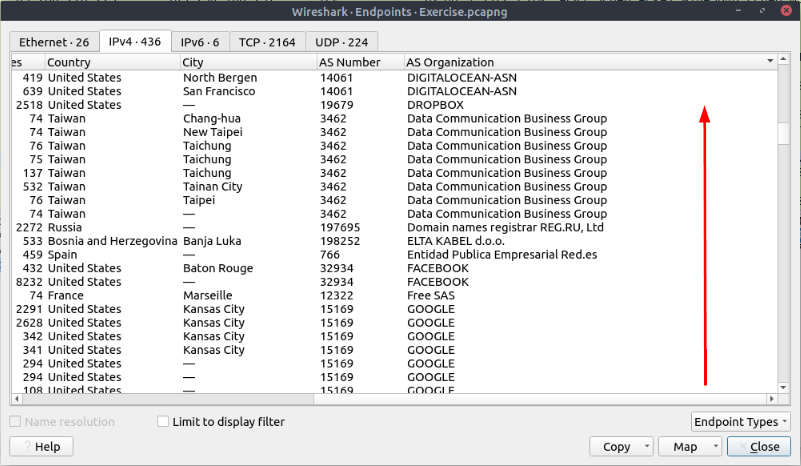 Wireshark · Endpoints · Exercise.pcapng
Ethernet · 26 IPv4 · 436 IPv6 · 6 TCP · 2164 UDP · 224
es Country City AS Number AS Organization
419 United States North Bergen 14061 DIGITALOCEAN-ASN
639 United States San Francisco 14061 DIGITALOCEAN-ASN
2518 United States — 19679 DROPBOX
74 Taiwan Chang-hua 3462 Data Communication Business Group
74 Taiwan New Taipei 3462 Data Communication Business Group
76 Taiwan Taichung 3462 Data Communication Business Group
75 Taiwan Taichung 3462 Data Communication Business Group
137 Taiwan Taichung 3462 Data Communication Business Group
532 Taiwan Tainan City 3462 Data Communication Business Group
76 Taiwan Taipei 3462 Data Communication Business Group
74 Taiwan — 3462 Data Communication Business Group
2272 Russia — 197695 Domain names registrar REG.RU, Ltd
533 Bosnia and Herzegovina Banja Luka 198252 ELTA KABEL d.o.o.
459 Spain — 766 Entidad Publica Empresarial Red.es
432 United States Baton Rouge 32934 FACEBOOK
8232 United States — 32934 FACEBOOK
74 France Marseille 12322 Free SAS
2291 United States Kansas City 15169 GOOGLE
2628 United States Kansas City 15169 GOOGLE
342 United States Kansas City 15169 GOOGLE
341 United States Kansas City 15169 GOOGLE
294 United States — 15169 GOOGLE
294 United States — 15169 GOOGLE
108 United States — 15169 GOOGLE
Name resolution Limit to display filter Endpoint Types
? Help Copy Map Close